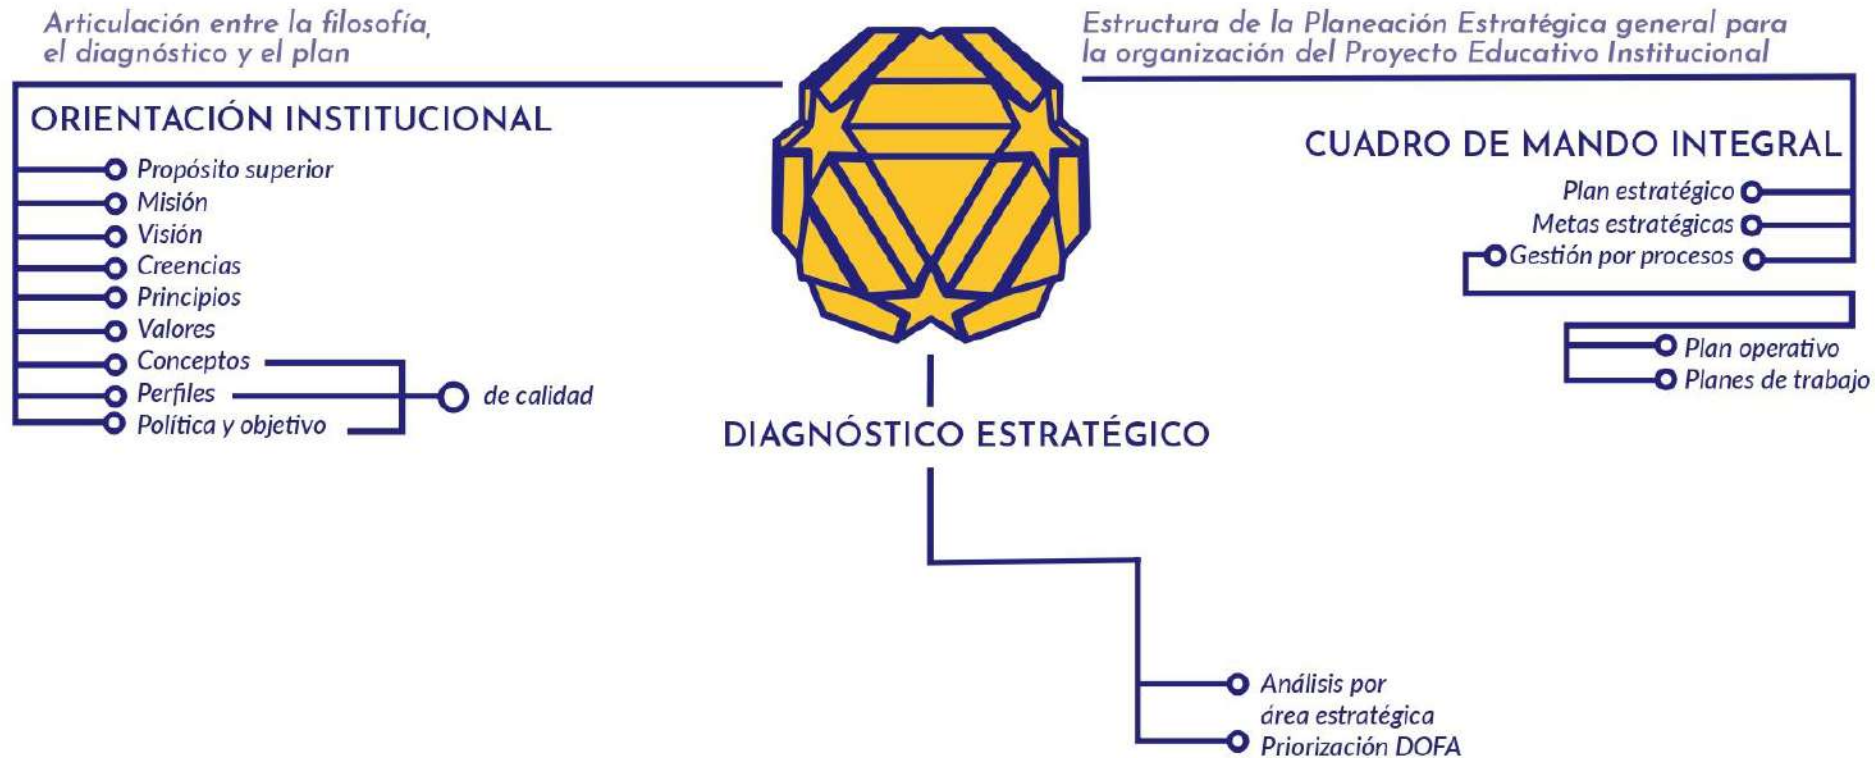 Articulación entre la filosofía,
el diagnóstico y el plan
ORIENTACIÓN INSTITUCIONAL
Propósito superior
Misión
Visión
Creencias
Principios
Valores
Conceptos
Perfiles
Política y objetivo
de calidad
Estructura de la Planeación Estratégica general para
la organización del Proyecto Educativo Institucional
CUADRO DE MANDO INTEGRAL
Plan estratégico
Metas estratégicas
Gestión por procesos
Plan operativo
Planes de trabajo
DIAGNÓSTICO ESTRATÉGICO
Análisis por
área estratégica
Priorización DOFA